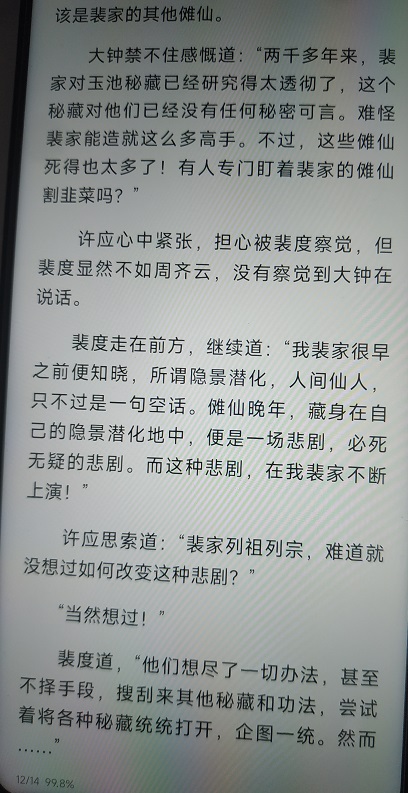 该是裴家的其他傩仙。
大钟禁不住感慨道：“两千多年来，裴
家对玉池秘藏已经研究得太透彻了，这个
秘藏对他们已经没有任何秘密可言。难怪
裴家能造就这么多高手。不过，这些傩仙
死得也太多了！有人专门盯着裴家的傩仙
割韭菜吗？”
许应心中紧张，担心被裴度察觉，但
裴度显然不如周齐云，没有察觉到大钟在
说话。
裴度走在前方，继续道：“我裴家很早
之前便知晓，所谓隐景潜化，人间仙人，
只不过是一句空话。傩仙晚年，藏身在自
己的隐景潜化地中，便是一场悲剧，必死
无疑的悲剧。而这种悲剧，在我裴家不断
上演！”
许应思索道：“裴家列祖列宗，难道就
没想过如何改变这种悲剧？”
“当然想过！”
裴度道，“他们想尽了一切办法，甚至
不择手段，搜刮来其他秘藏和功法，尝试
着将各种秘藏统统打开，企图一统。然而
……”
12/14 99.8%